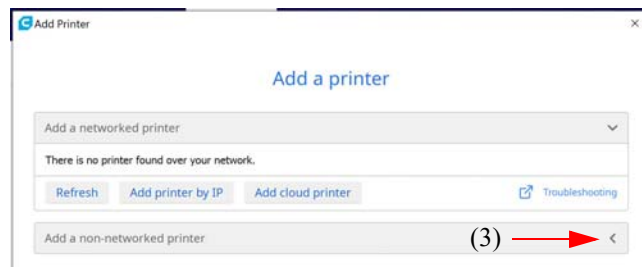 Add Printer
Add a printer
Add a networked printer
There is no printer found over your network.
Refresh Add printer by IP Add cloud printer Troubleshooting
Add a non-networked printer (3)